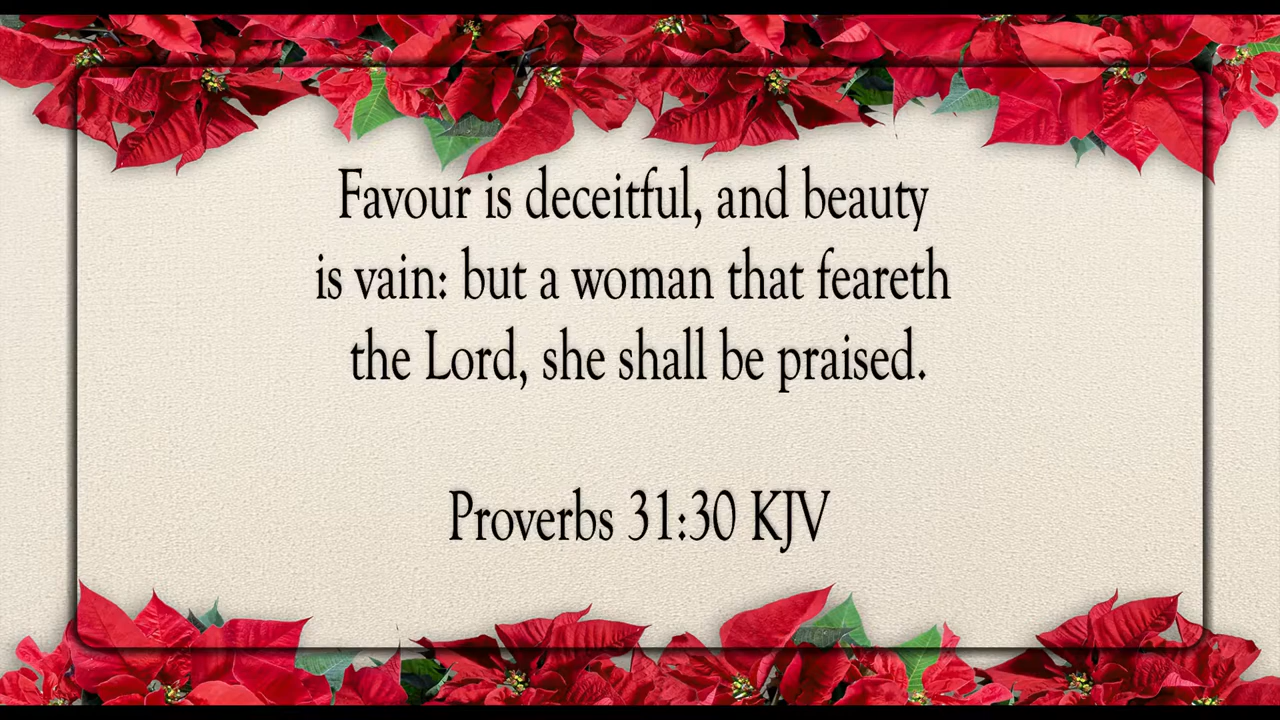 Favour is deceitful, and beauty
is vain: but a woman that feareth
the Lord, she shall be praised.
Proverbs 31:30 KJV